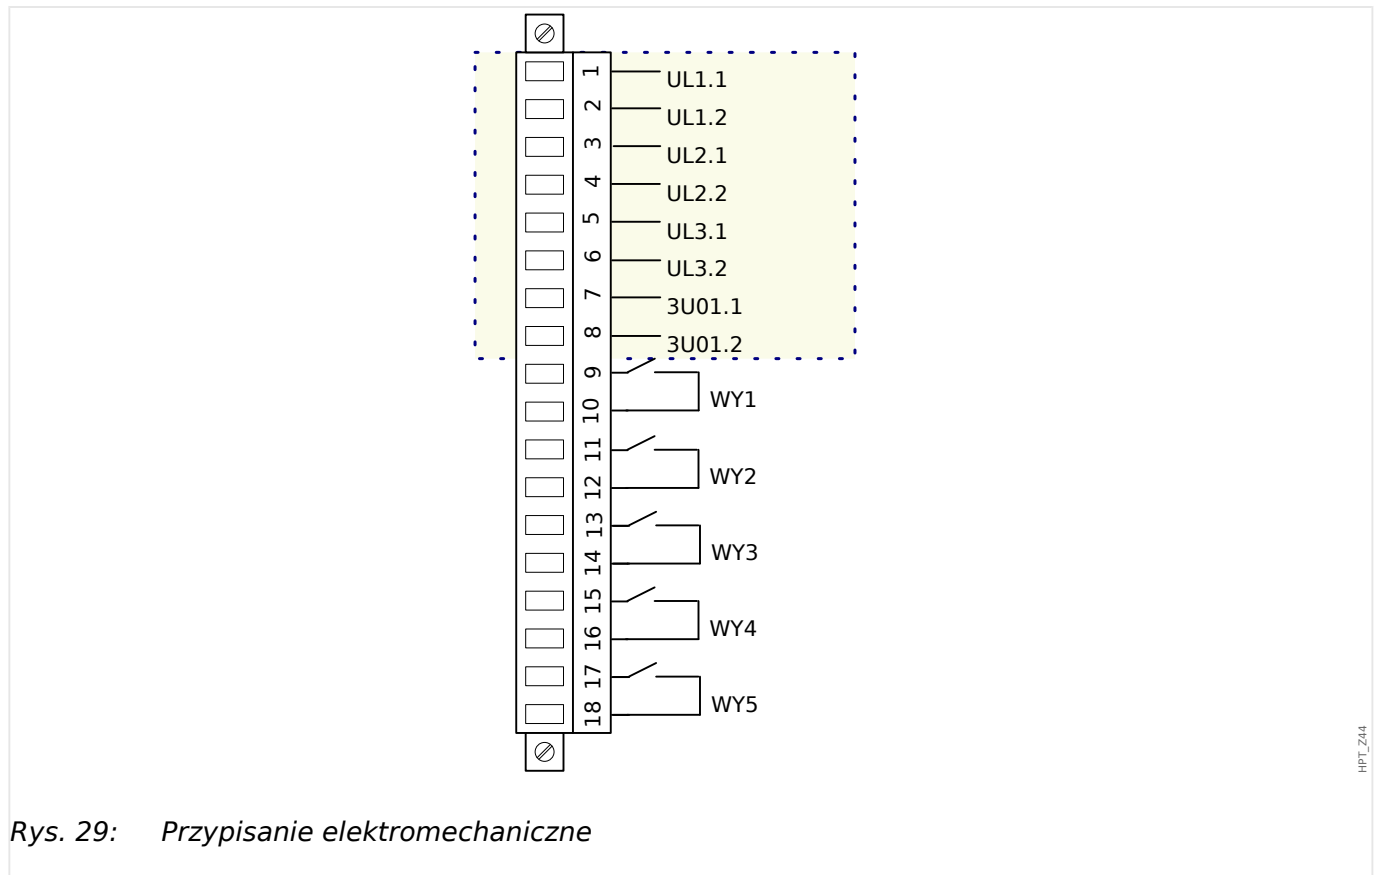 1 UL1.1
2 UL1.2
3 UL2.1
4 UL2.2
5 UL3.1
6 UL3.2
7 3U01.1
8 3U01.2
9
WY1
10
11
WY2
12
13
WY3
14
15
WY4
16
17
WY5
18
HPT_Z44
Rys. 29: Przypisanie elektromechaniczne